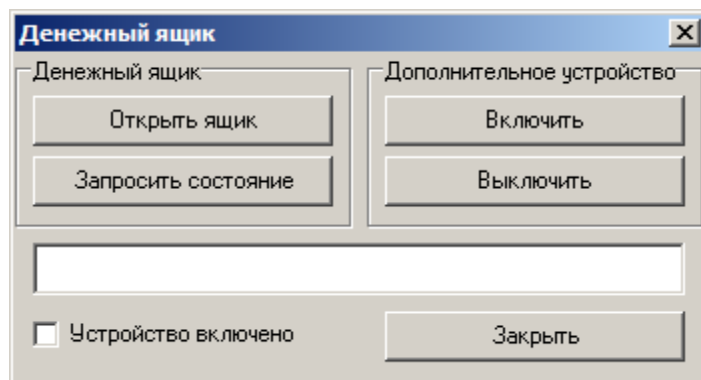 Денежный ящик
Денежный ящик
Открыть ящик
Запросить состояние
Дополнительное устройство
Включить
Выключить
Устройство включено
Закрыть